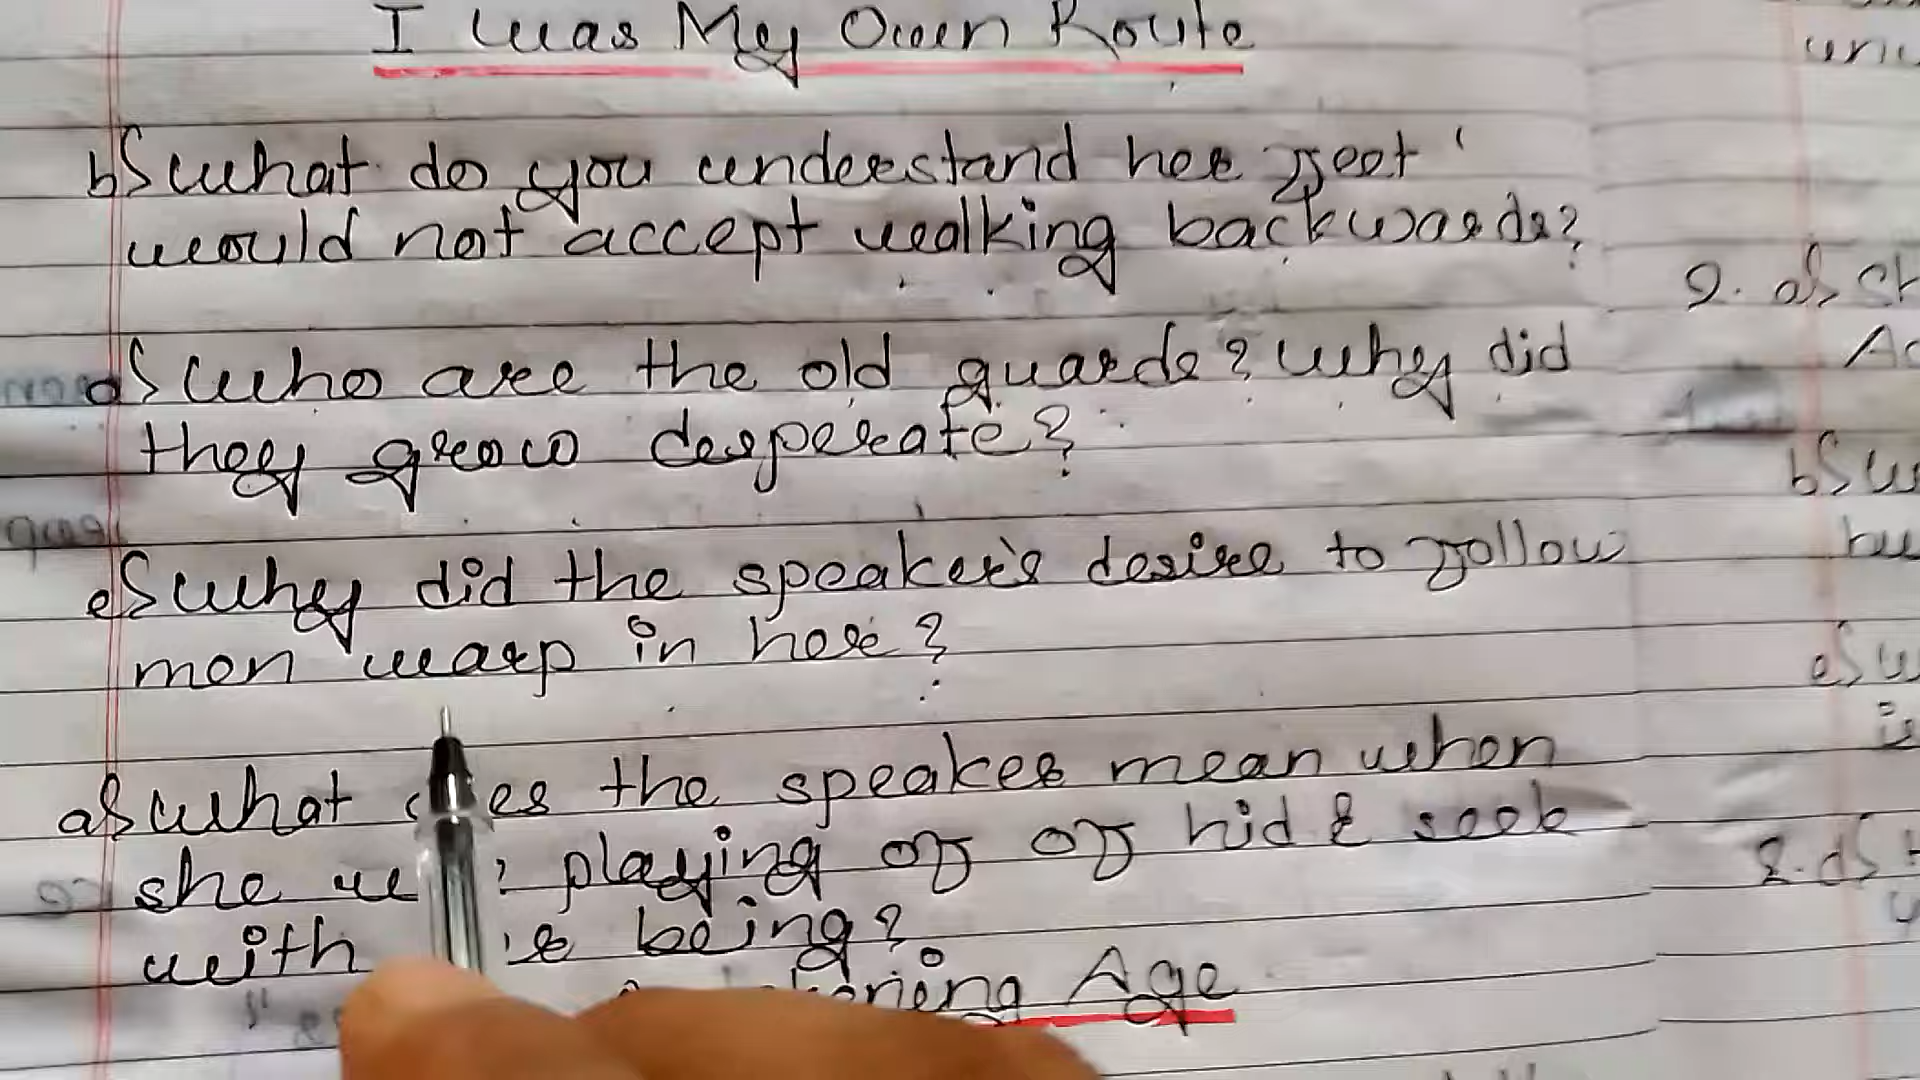 I was My Own Route
b) what do you understand her feet
would not accept walking backwards?
d) who are the old guards? why did
they grow desperate?
e) why did the speaker's desire to follow
men warp in her?
a) what the speaker mean when
she playing of of hid & seek
with being?
Age
2. a)
b)
3. b)